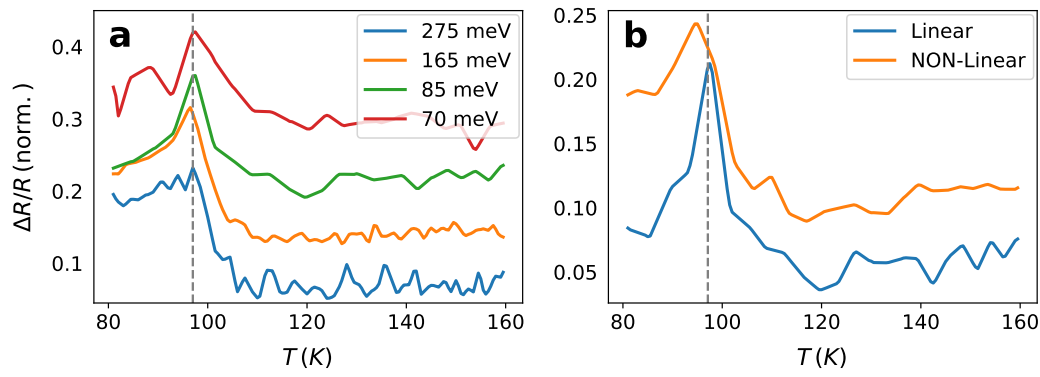 a
275 meV
165 meV
85 meV
70 meV
0.4
0.3
0.2
0.1
ΔR/R (norm.)
80 100 120 140 160
T (K)
b
Linear
NON-Linear
0.25
0.20
0.15
0.10
0.05
80 100 120 140 160
T (K)